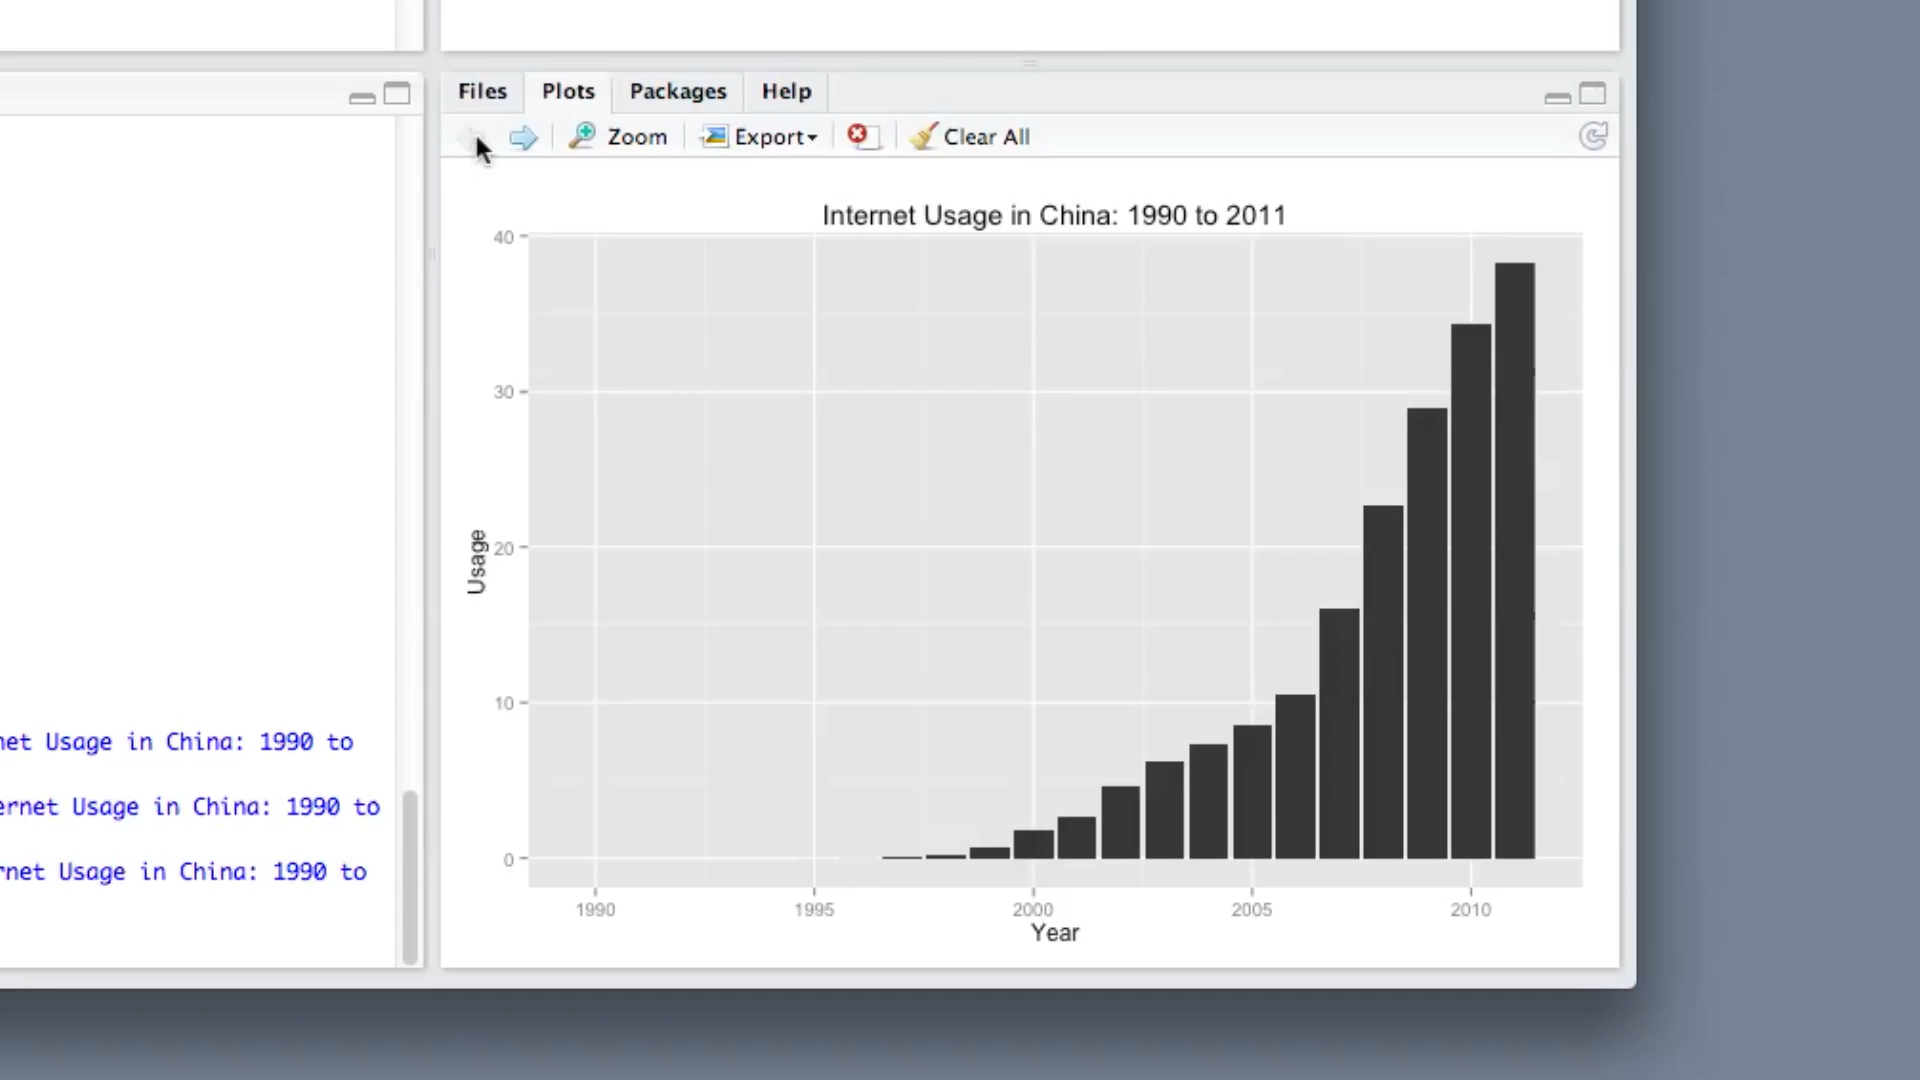 Files Plots Packages Help
Zoom Export Clear All
Internet Usage in China: 1990 to 2011
40
30
20
10
0
Usage
1990 1995 2000 2005 2010
Year
net Usage in China: 1990 to
ernet Usage in China: 1990 to
rnet Usage in China: 1990 to